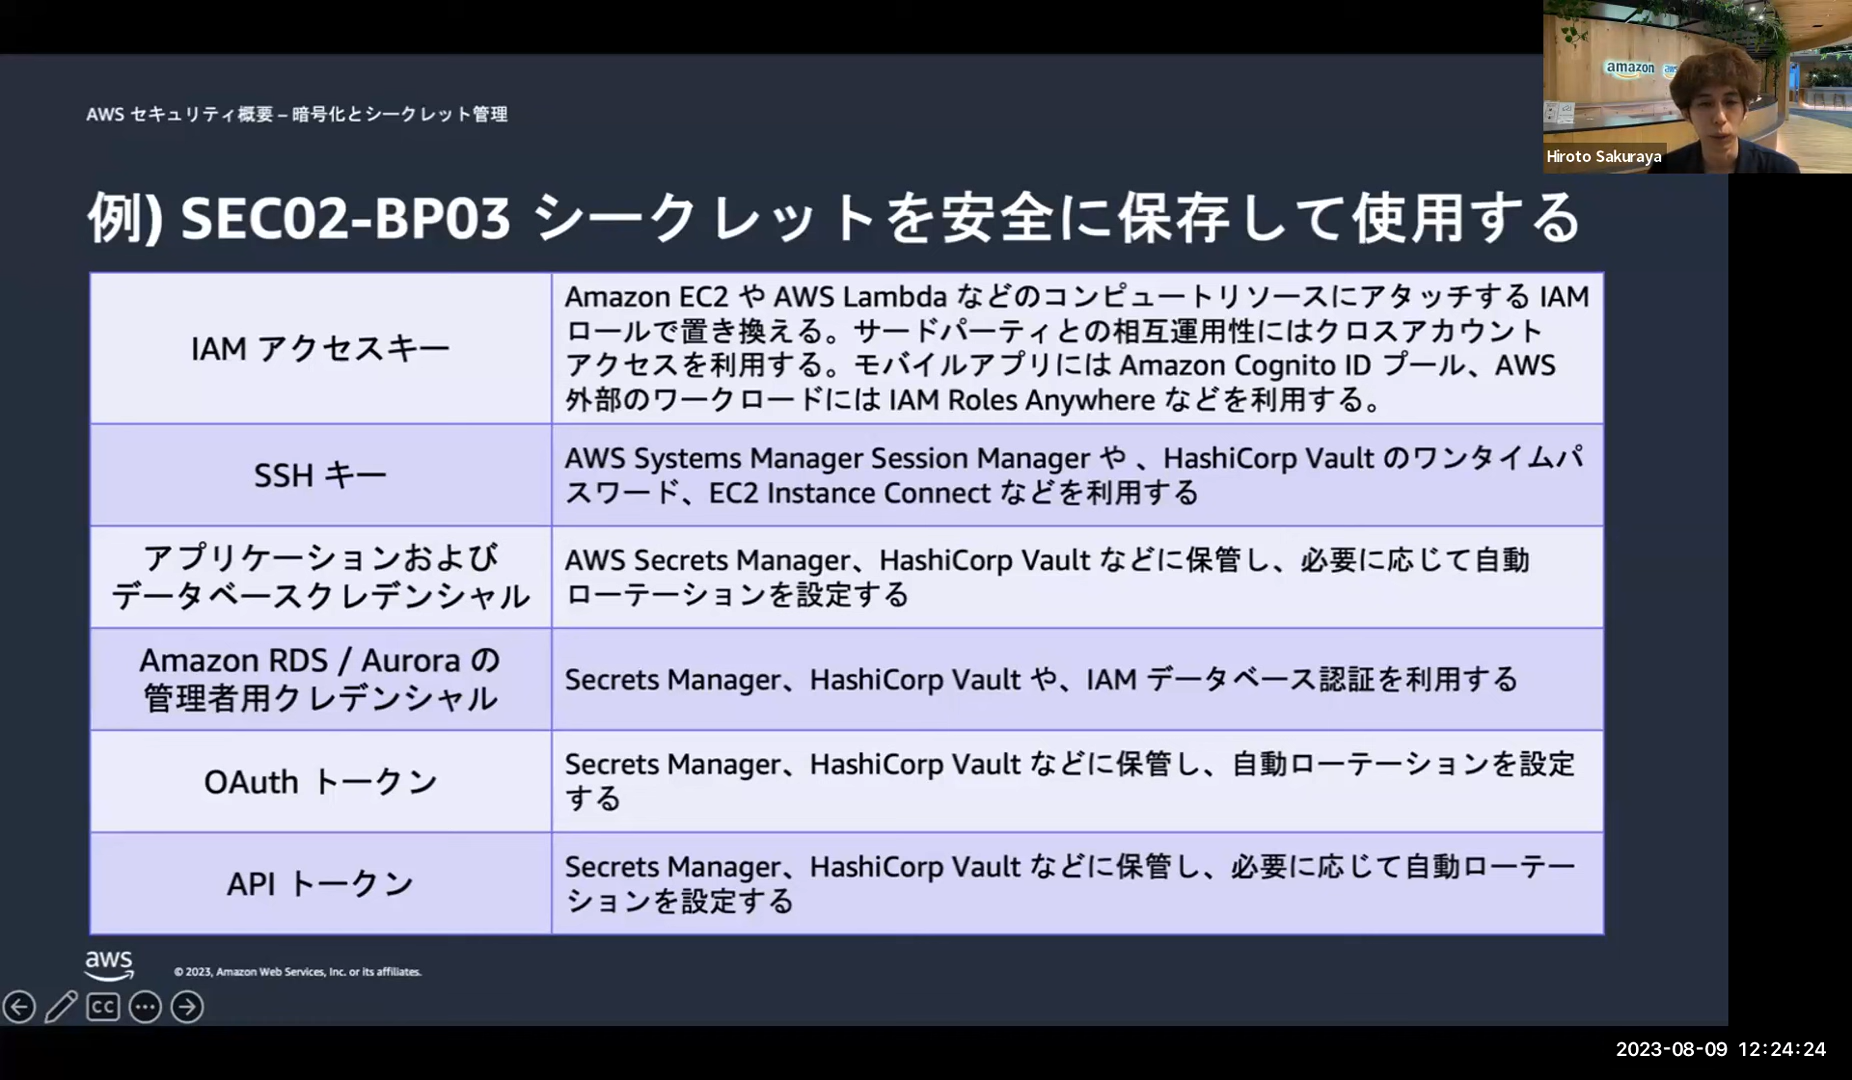 amazon
Hiroto Sakuraya
AWS セキュリティ概要 – 暗号化とシークレット管理
例) SEC02-BP03 シークレットを安全に保存して使用する
IAM アクセスキー
Amazon EC2 や AWS Lambda などのコンピュートリソースにアタッチする IAM
ロールで置き換える。サードパーティとの相互運用性にはクロスアカウント
アクセスを利用する。モバイルアプリには Amazon Cognito ID プール、AWS
外部のワークロードには IAM Roles Anywhere などを利用する。
SSH キー
AWS Systems Manager Session Manager や 、HashiCorp Vault のワンタイムパ
スワード、EC2 Instance Connect などを利用する
アプリケーションおよび
データベースクレデンシャル
AWS Secrets Manager、HashiCorp Vault などに保管し、必要に応じて自動
ローテーションを設定する
Amazon RDS / Aurora の
管理者用クレデンシャル
Secrets Manager、HashiCorp Vault や、IAM データベース認証を利用する
OAuth トークン
Secrets Manager、HashiCorp Vault などに保管し、自動ローテーションを設定
する
API トークン
Secrets Manager、HashiCorp Vault などに保管し、必要に応じて自動ローテー
ションを設定する
aws
© 2023, Amazon Web Services, Inc. or its affiliates.
CC
2023-08-09 12:24:24